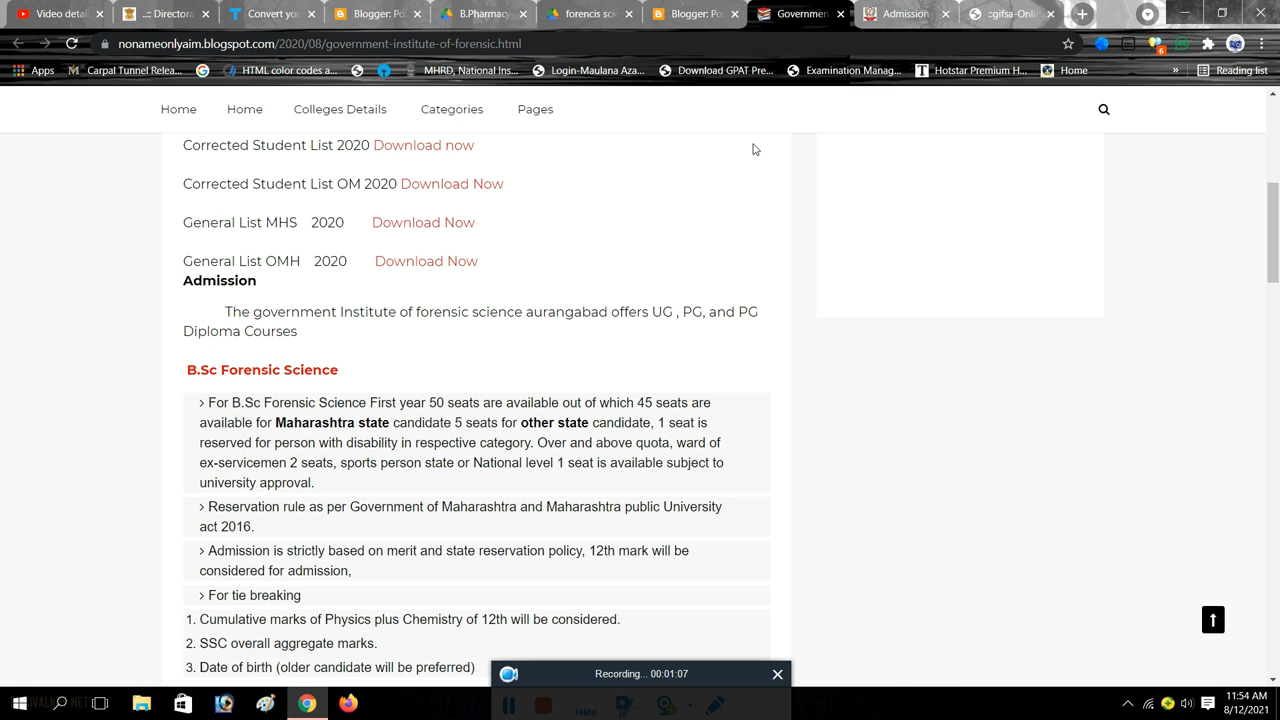 Video detai
..:: Directora
Convert you
Blogger: Po
B.Pharmac
forencis sci
Blogger: Po
Governmen
Admission
::gifsa-Onlin
nonameonlyaim.blogspot.com/2020/08/government-institute-of-forensic.html
Apps
Carpal Tunnel Relea...
HTML color codes a...
MHRD, National Ins...
Login-Maulana Aza...
Download GPAT Pre...
Examination Manag...
Hotstar Premium H...
Home
»
Reading list
Home Home Colleges Details Categories Pages
Corrected Student List 2020 Download now
Corrected Student List OM 2020 Download Now
General List MHS 2020 Download Now
General List OMH 2020 Download Now
Admission
The government Institute of forensic science aurangabad offers UG , PG, and PG
Diploma Courses
B.Sc Forensic Science
› For B.Sc Forensic Science First year 50 seats are available out of which 45 seats are
available for Maharashtra state candidate 5 seats for other state candidate, 1 seat is
reserved for person with disability in respective category. Over and above quota, ward of
ex-servicemen 2 seats, sports person state or National level 1 seat is available subject to
university approval.
› Reservation rule as per Government of Maharashtra and Maharashtra public University
act 2016.
› Admission is strictly based on merit and state reservation policy, 12th mark will be
considered for admission,
› For tie breaking
1. Cumulative marks of Physics plus Chemistry of 12th will be considered.
2. SSC overall aggregate marks.
3. Date of birth (older candidate will be preferred)
Recording... 00:01:07
11:54 AM
8/12/2021